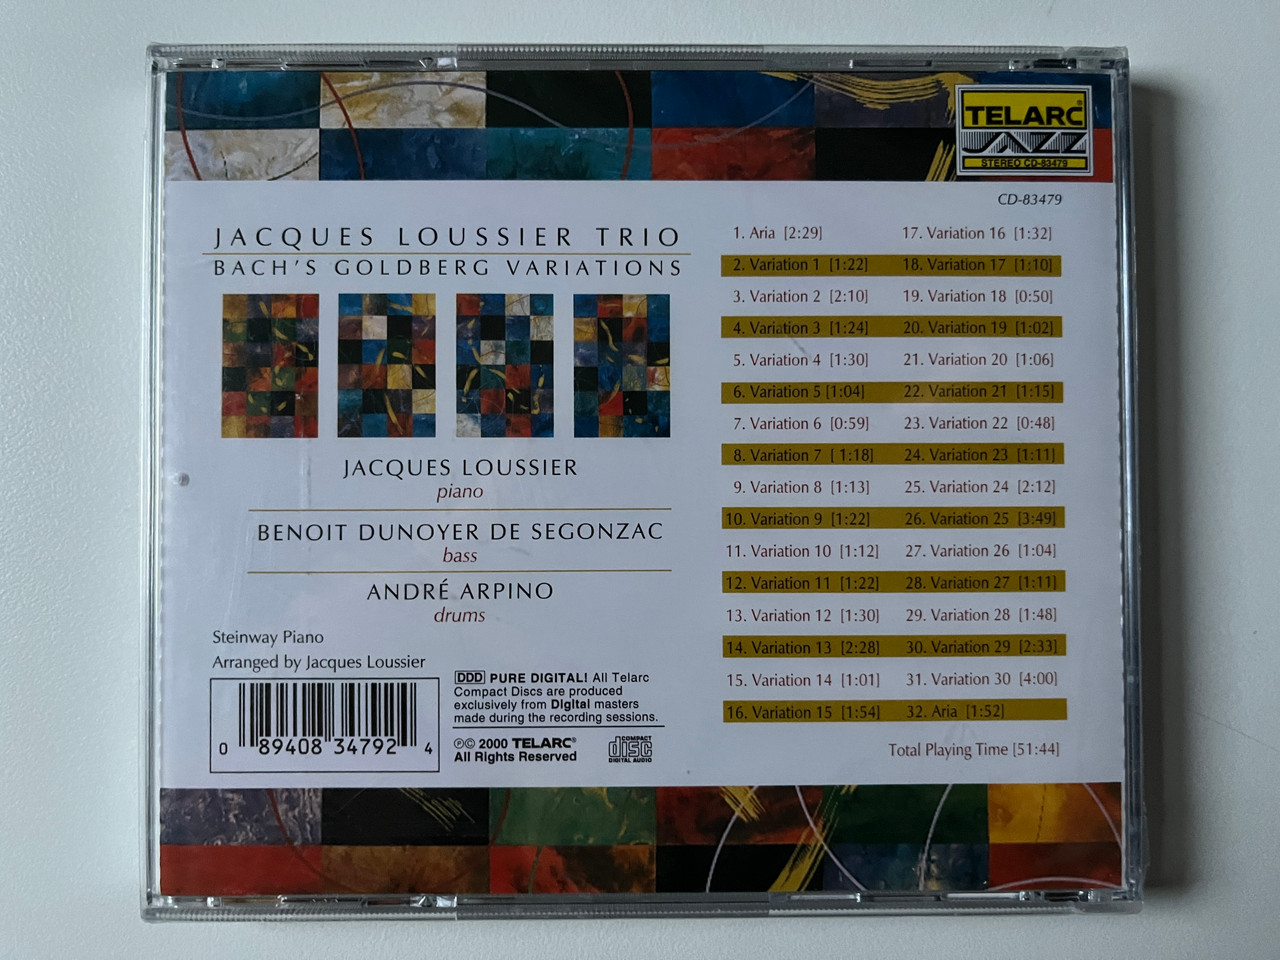 TELARC
JAZZ
STEREO CD-83479
CD-83479
JACQUES LOUSSIER TRIO
BACH'S GOLDBERG VARIATIONS
JACQUES LOUSSIER
piano
BENOIT DUNOYER DE SEGONZAC
bass
ANDRÉ ARPINO
drums
Steinway Piano
Arranged by Jacques Loussier
0 89408 34792 4
DDD PURE DIGITAL! All Telarc
Compact Discs are produced
exclusively from Digital masters
made during the recording sessions.
℗© 2000 TELARC®
All Rights Reserved
COMPACT
disc
DIGITAL AUDIO
1. Aria [2:29]
2. Variation 1 [1:22]
3. Variation 2 [2:10]
4. Variation 3 [1:24]
5. Variation 4 [1:30]
6. Variation 5 [1:04]
7. Variation 6 [0:59]
8. Variation 7 [ 1:18]
9. Variation 8 [1:13]
10. Variation 9 [1:22]
11. Variation 10 [1:12]
12. Variation 11 [1:22]
13. Variation 12 [1:30]
14. Variation 13 [2:28]
15. Variation 14 [1:01]
16. Variation 15 [1:54]
17. Variation 16 [1:32]
18. Variation 17 [1:10]
19. Variation 18 [0:50]
20. Variation 19 [1:02]
21. Variation 20 [1:06]
22. Variation 21 [1:15]
23. Variation 22 [0:48]
24. Variation 23 [1:11]
25. Variation 24 [2:12]
26. Variation 25 [3:49]
27. Variation 26 [1:04]
28. Variation 27 [1:11]
29. Variation 28 [1:48]
30. Variation 29 [2:33]
31. Variation 30 [4:00]
32. Aria [1:52]
Total Playing Time [51:44]